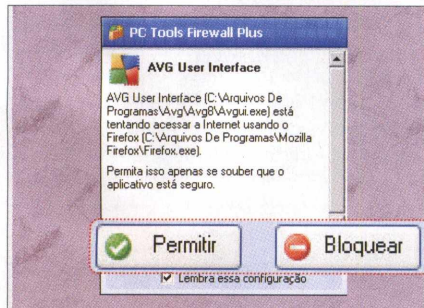 PC Tools Firewall Plus
AVG User Interface
AVG User Interface (C:\Arquivos De
Programas\Avg\Avg8\Avgui.exe) está
tentando acessar a Internet usando o
Firefox (C:\Arquivos De Programas\Mozilla
Firefox\Firefox.exe).
Permita isso apenas se souber que o
aplicativo está seguro.
Permitir
Bloquear
Lembra essa configuração